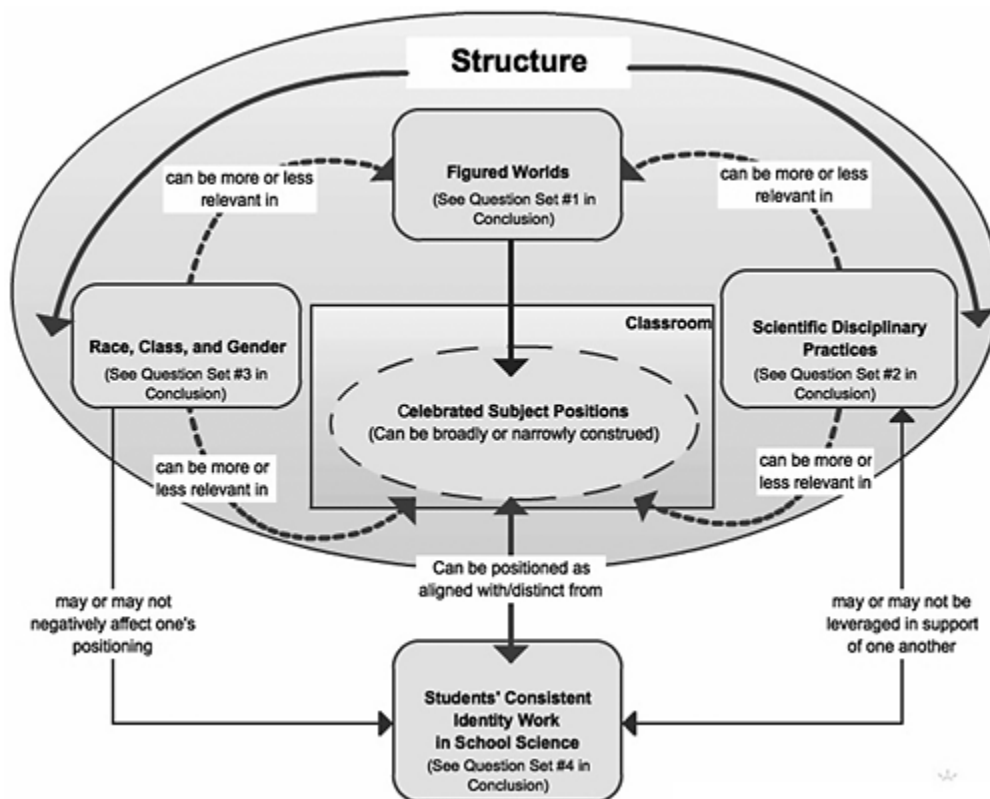 Structure
Figured Worlds
(See Question Set #1 in
Conclusion)
can be more or less
relevant in
can be more or less
relevant in
Race, Class, and Gender
(See Question Set #3 in
Conclusion)
Classroom
Scientific Disciplinary
Practices
(See Question Set #2 in
Conclusion)
Celebrated Subject Positions
(Can be broadly or narrowly construed)
can be more or
less relevant in
can be more or
less relevant in
Can be positioned as
aligned with/distinct from
may or may not
negatively affect one's
positioning
may or may not be
leveraged in support
of one another
Students' Consistent
Identity Work
in School Science
(See Question Set #4 in
Conclusion)